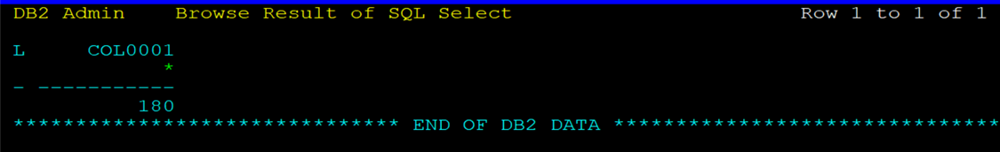 DB2 Admin    Browse Result of SQL Select                       Row 1 to 1 of 1
L     COL0001
            *
- -----------
          180
******************************* END OF DB2 DATA *******************************